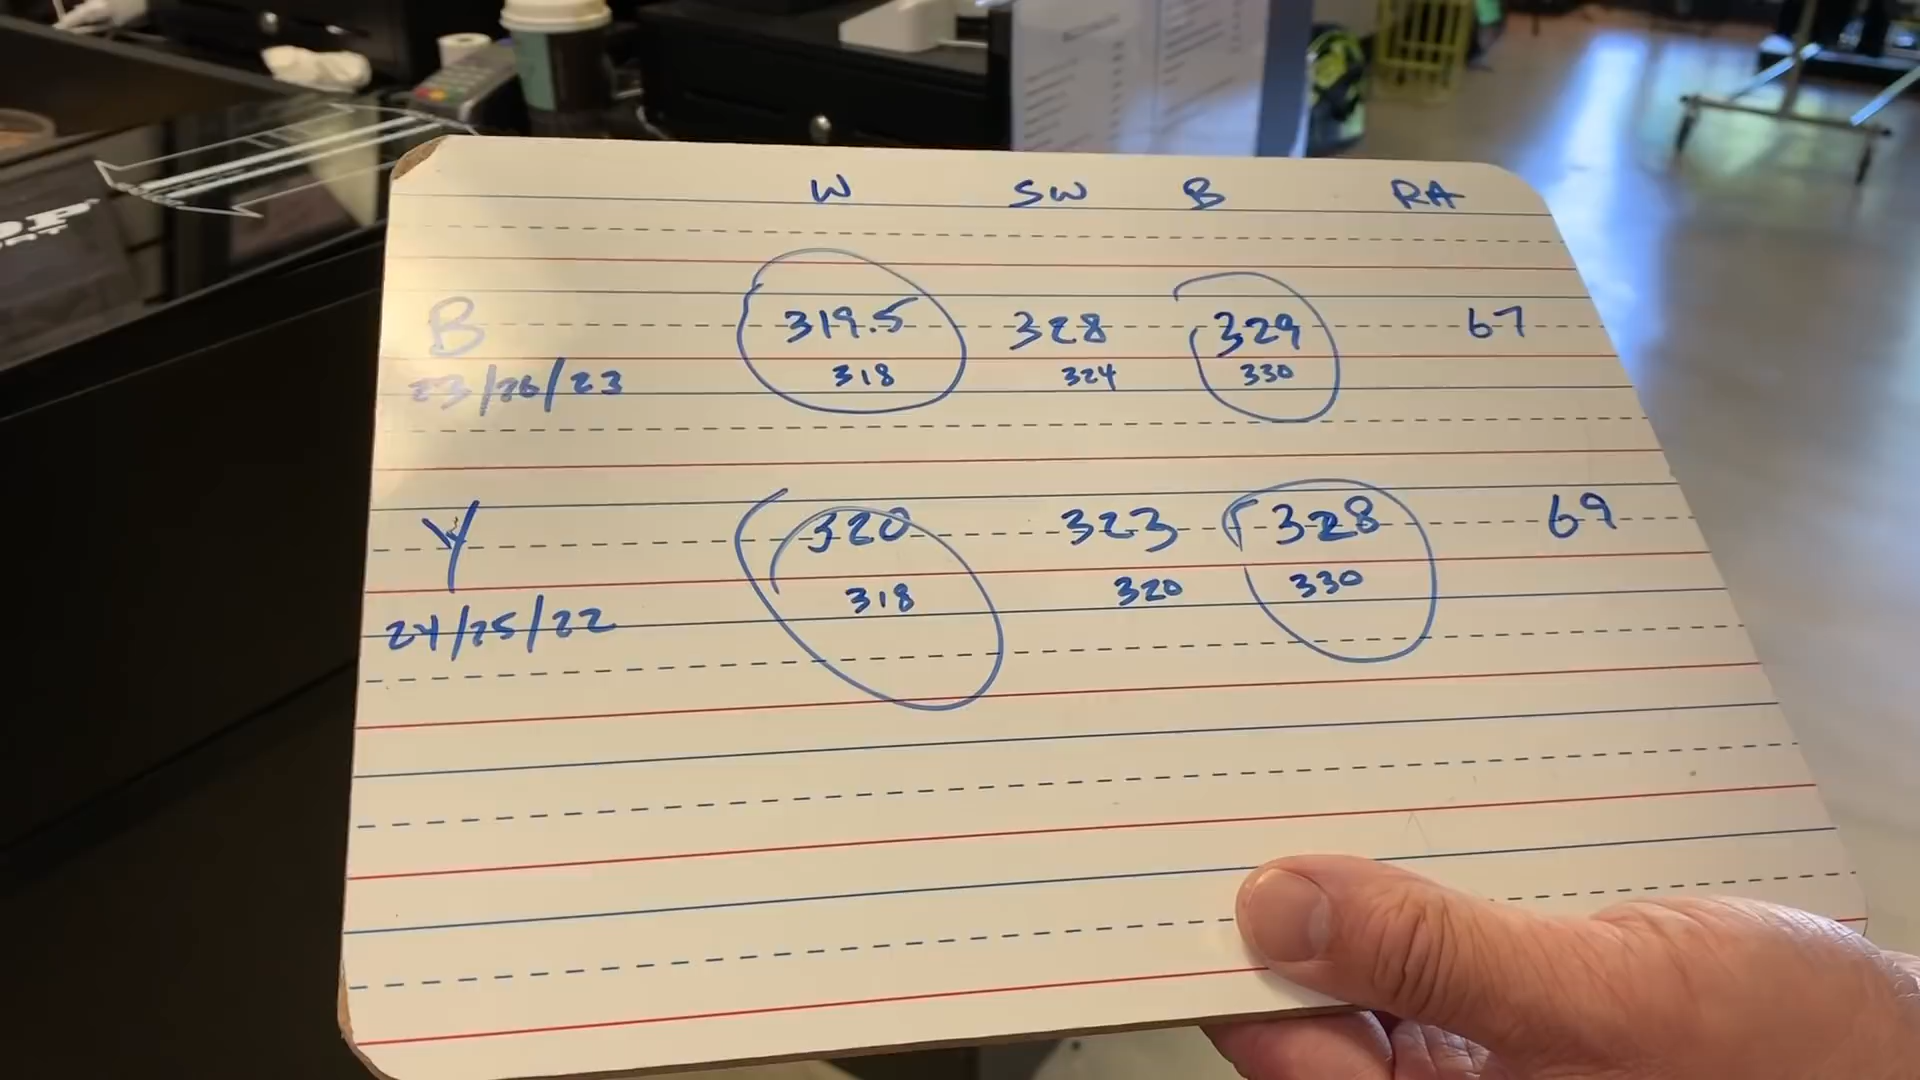 W SW B RA
B 319.5 328 329 67
23/26/23 318 324 330
Y 320 323 328 69
24/25/22 318 320 330